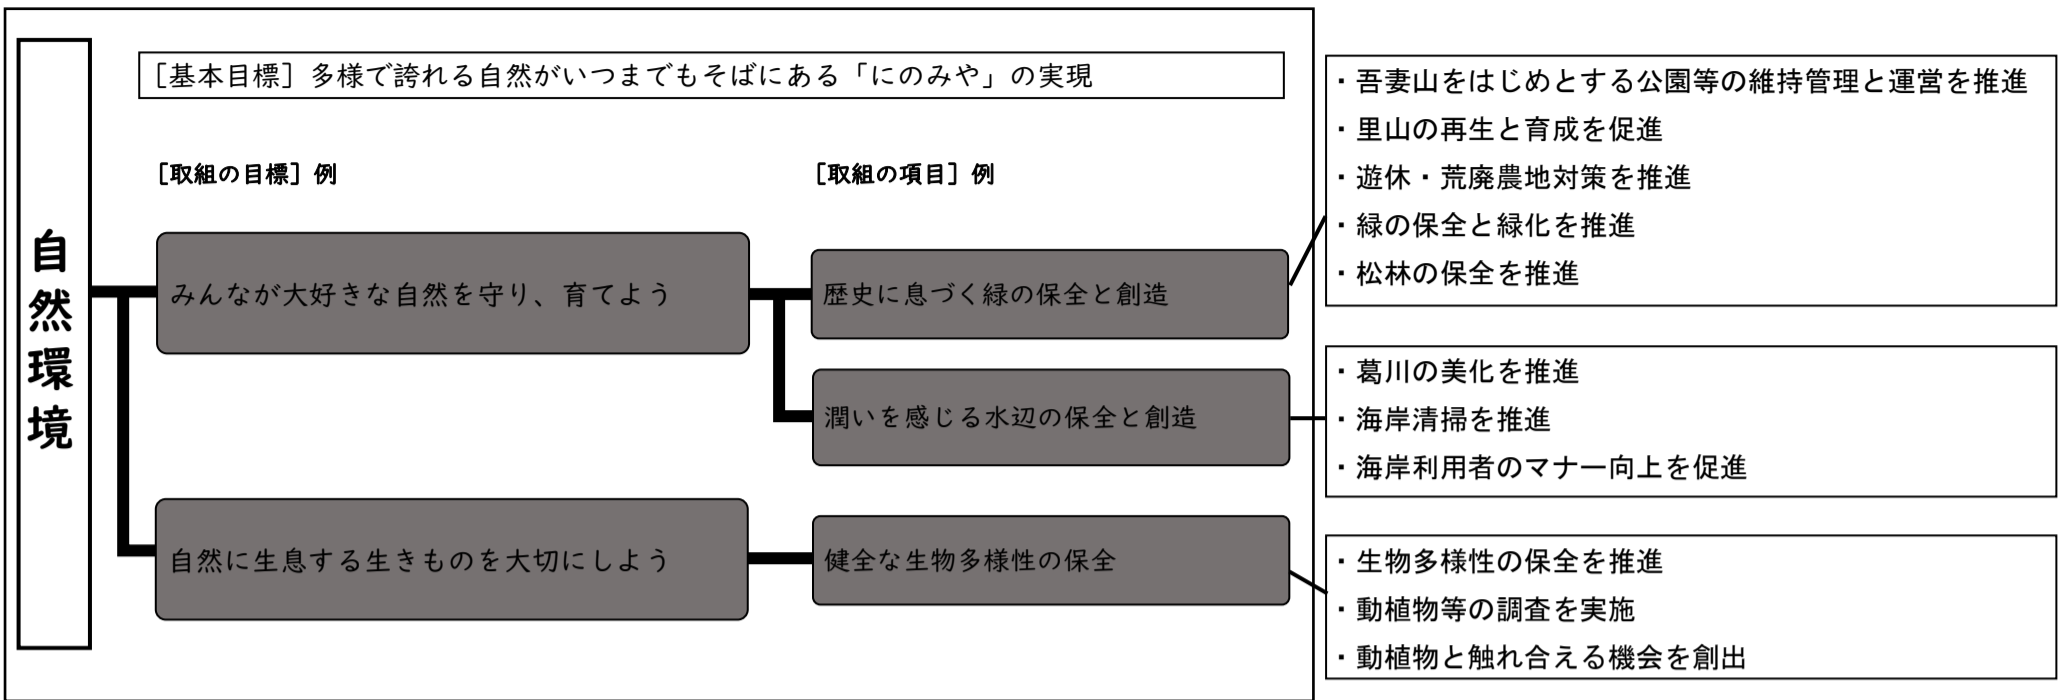 自然環境
［基本目標］多様で誇れる自然がいつまでもそばにある「にのみや」の実現
［取組の目標］例
［取組の項目］例
みんなが大好きな自然を守り、育てよう
歴史に息づく緑の保全と創造
・吾妻山をはじめとする公園等の維持管理と運営を推進
・里山の再生と育成を促進
・遊休・荒廃農地対策を推進
・緑の保全と緑化を推進
・松林の保全を推進
潤いを感じる水辺の保全と創造
・葛川の美化を推進
・海岸清掃を推進
・海岸利用者のマナー向上を促進
自然に生息する生きものを大切にしよう
健全な生物多様性の保全
・生物多様性の保全を推進
・動植物等の調査を実施
・動植物と触れ合える機会を創出